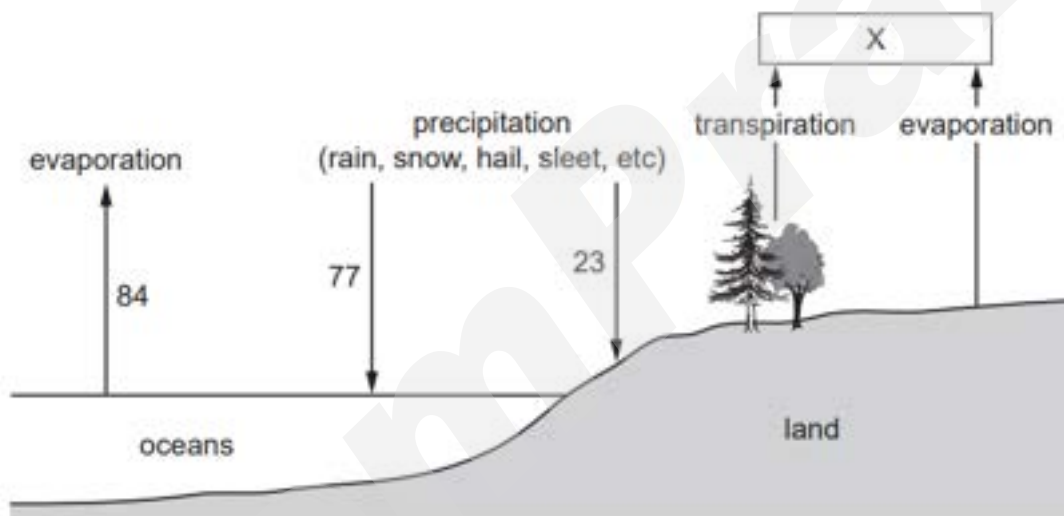 X
precipitation
(rain, snow, hail, sleet, etc)
transpiration
evaporation
evaporation
84
77
23
oceans
land